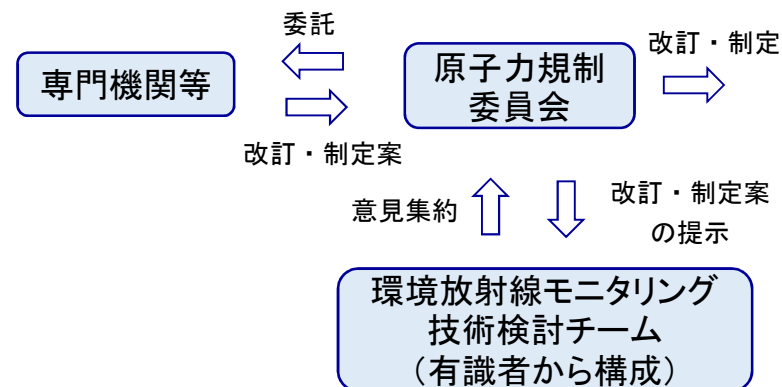 委託
専門機関等
改訂・制定案
原子力規制
委員会
改訂・制定
意見集約
改訂・制定案
の提示
環境放射線モニタリング
技術検討チーム
（有識者から構成）